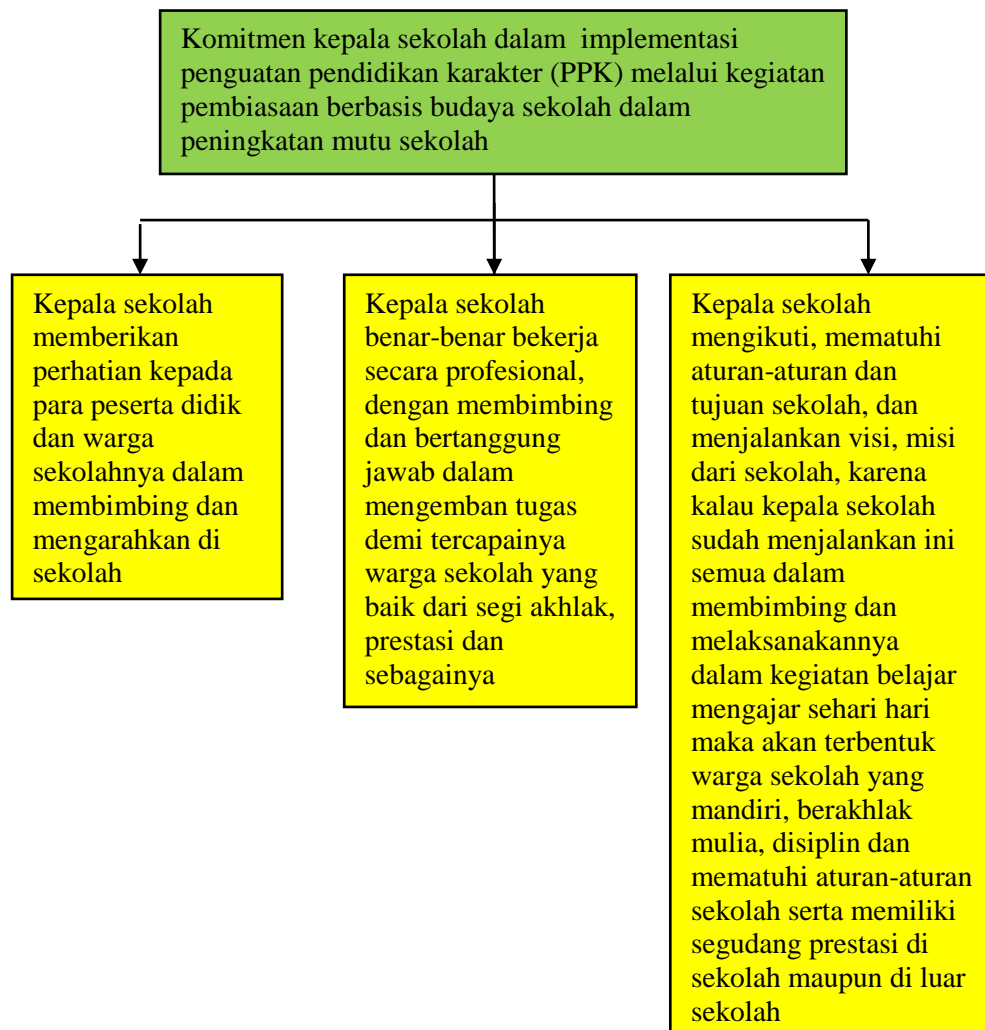 Komitmen kepala sekolah dalam  implementasi
penguatan pendidikan karakter (PPK) melalui kegiatan
pembiasaan berbasis budaya sekolah dalam
peningkatan mutu sekolah
Kepala sekolah
memberikan
perhatian kepada
para peserta didik
dan warga
sekolahnya dalam
membimbing dan
mengarahkan di
sekolah
Kepala sekolah
benar-benar bekerja
secara profesional,
dengan membimbing
dan bertanggung
jawab dalam
mengemban tugas
demi tercapainya
warga sekolah yang
baik dari segi akhlak,
prestasi dan
sebagainya
Kepala sekolah
mengikuti, mematuhi
aturan-aturan dan
tujuan sekolah, dan
menjalankan visi, misi
dari sekolah, karena
kalau kepala sekolah
sudah menjalankan ini
semua dalam
membimbing dan
melaksanakannya
dalam kegiatan belajar
mengajar sehari hari
maka akan terbentuk
warga sekolah yang
mandiri, berakhlak
mulia, disiplin dan
mematuhi aturan-aturan
sekolah serta memiliki
segudang prestasi di
sekolah maupun di luar
sekolah